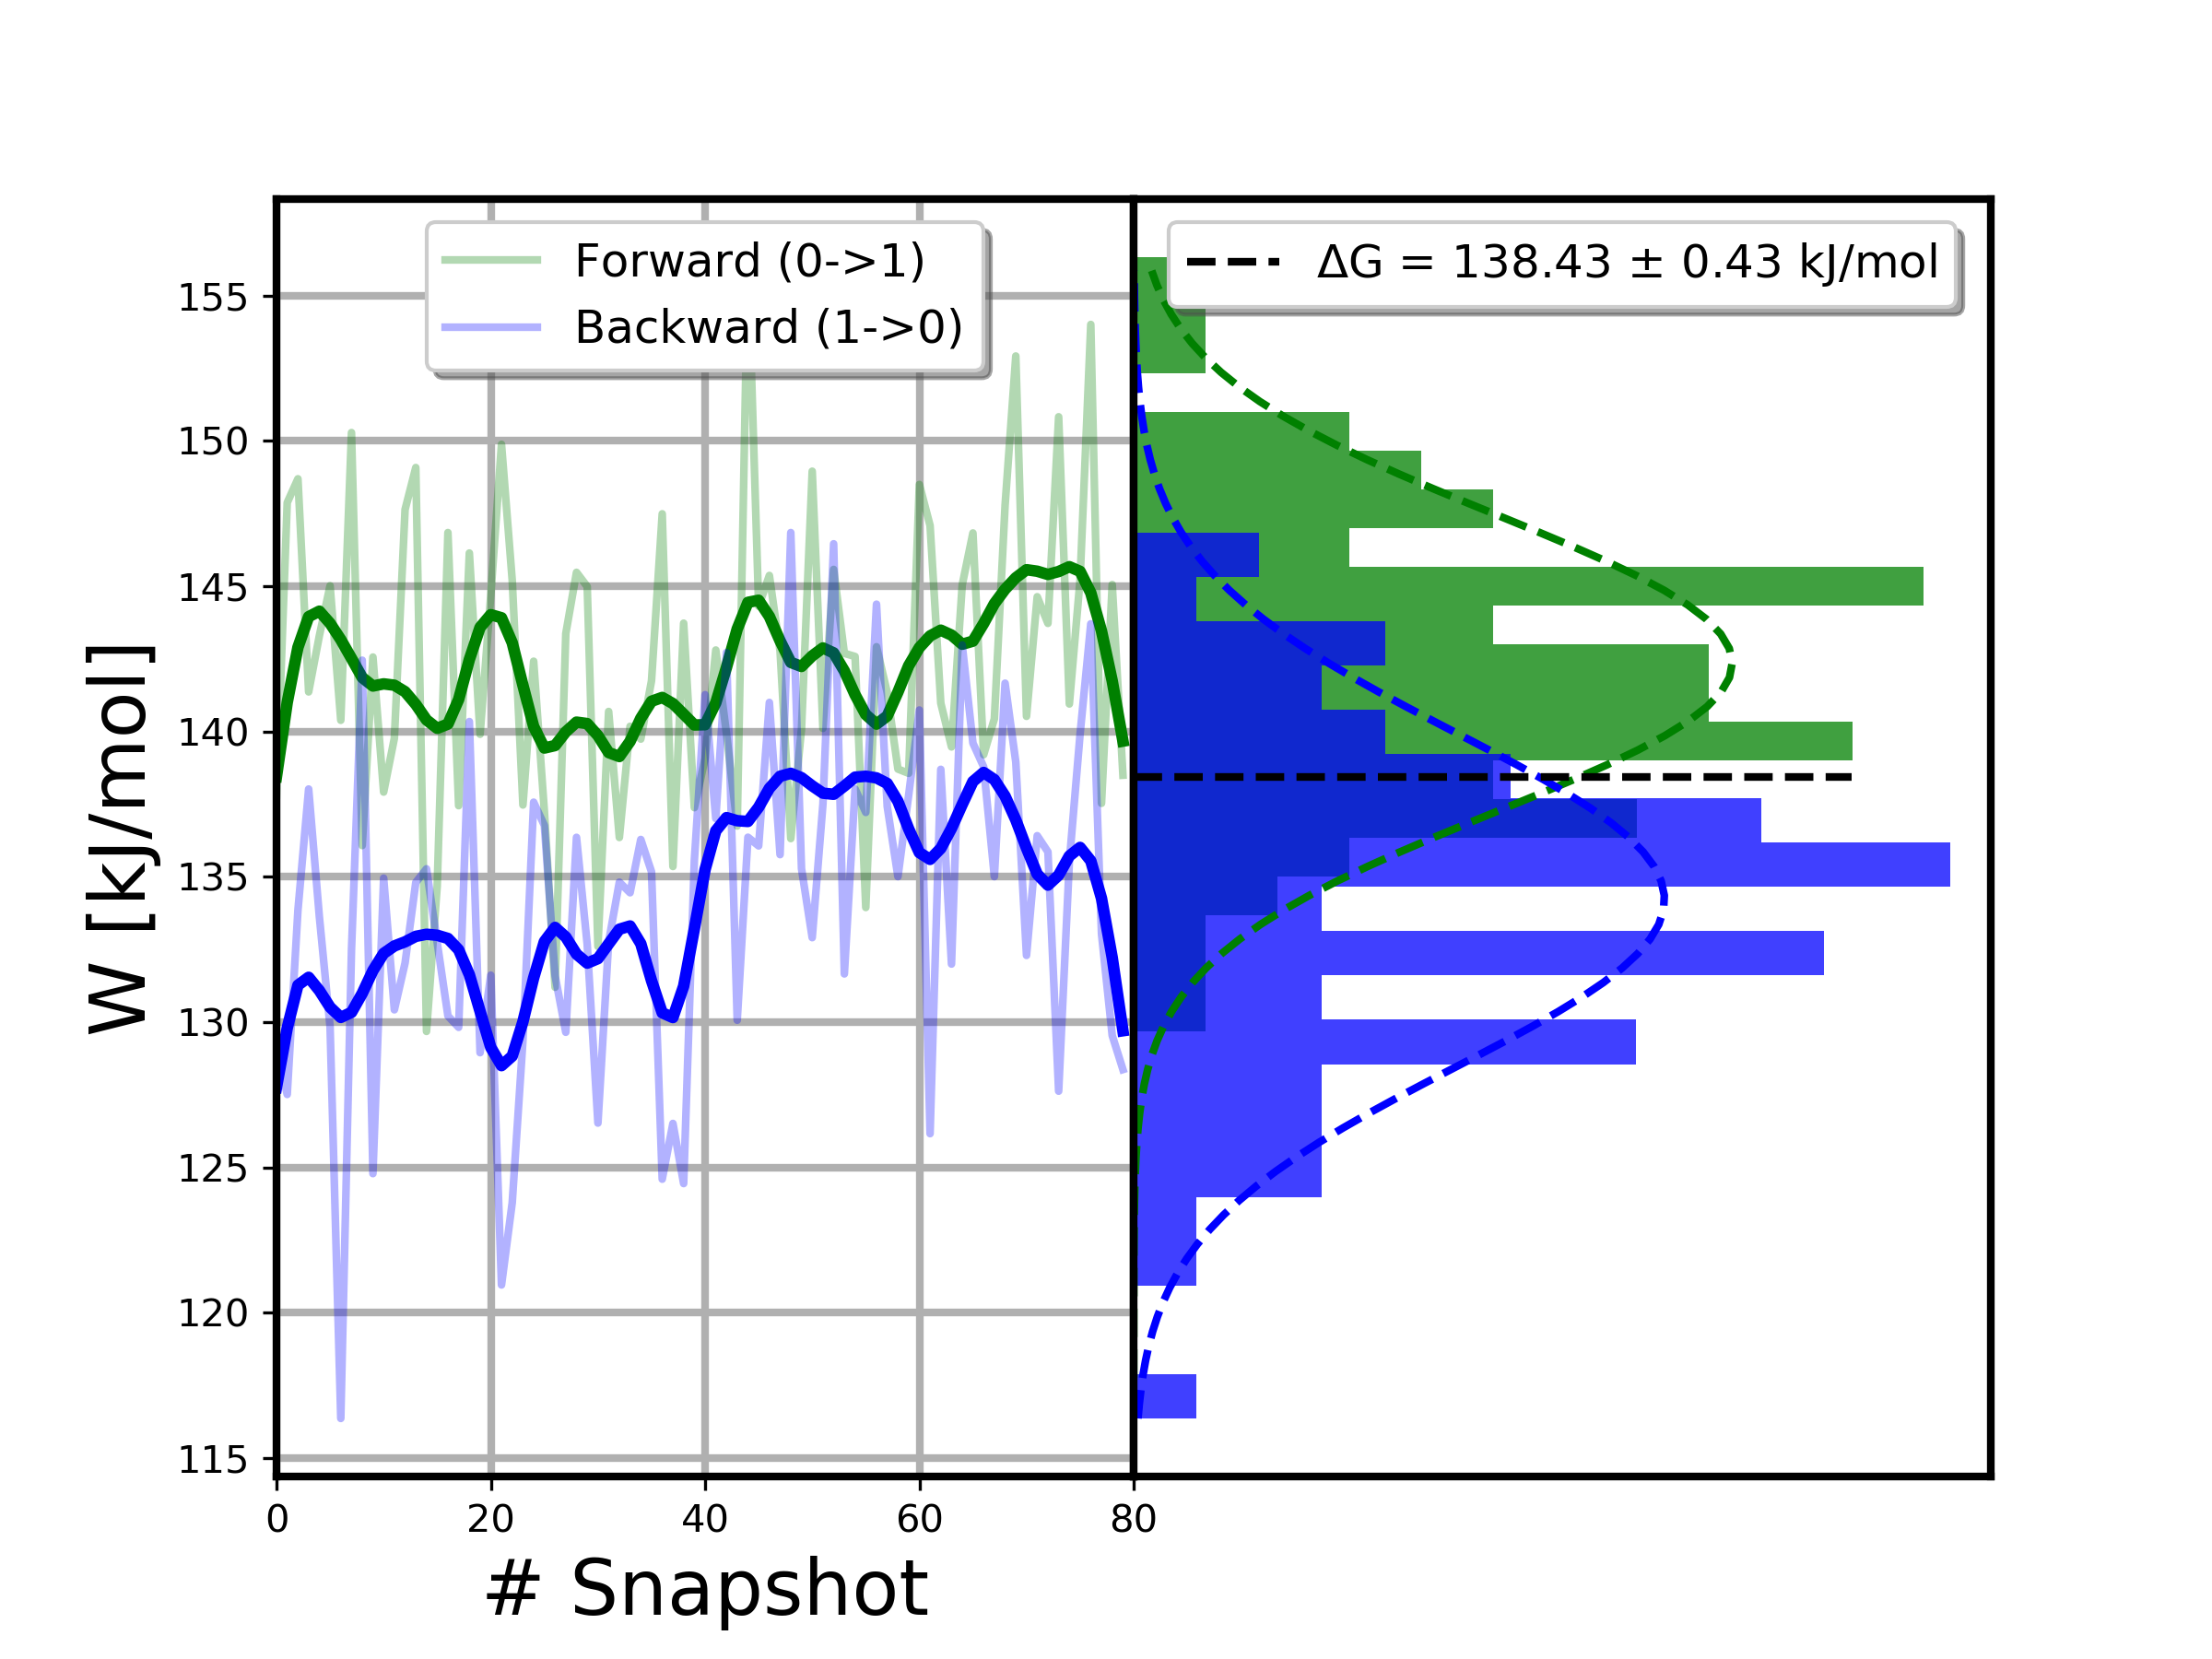 Forward (0->1)
Backward (1->0)
ΔG = 138.43 ± 0.43 kJ/mol
W [kJ/mol]
155
150
145
140
135
130
125
120
115
0 20 40 60 80
# Snapshot